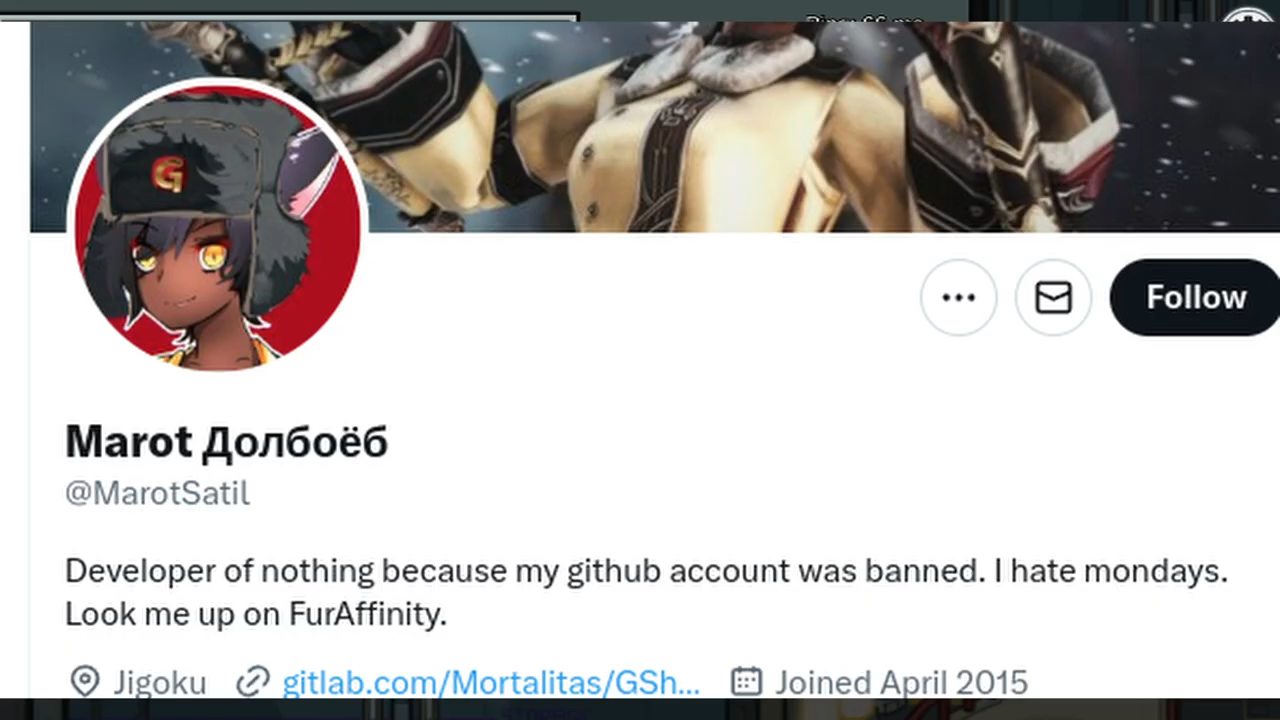 G
Follow
Marot Долбоёб
@MarotSatil
Developer of nothing because my github account was banned. I hate mondays.
Look me up on FurAffinity.
Jigoku gitlab.com/Mortalitas/GSh... Joined April 2015